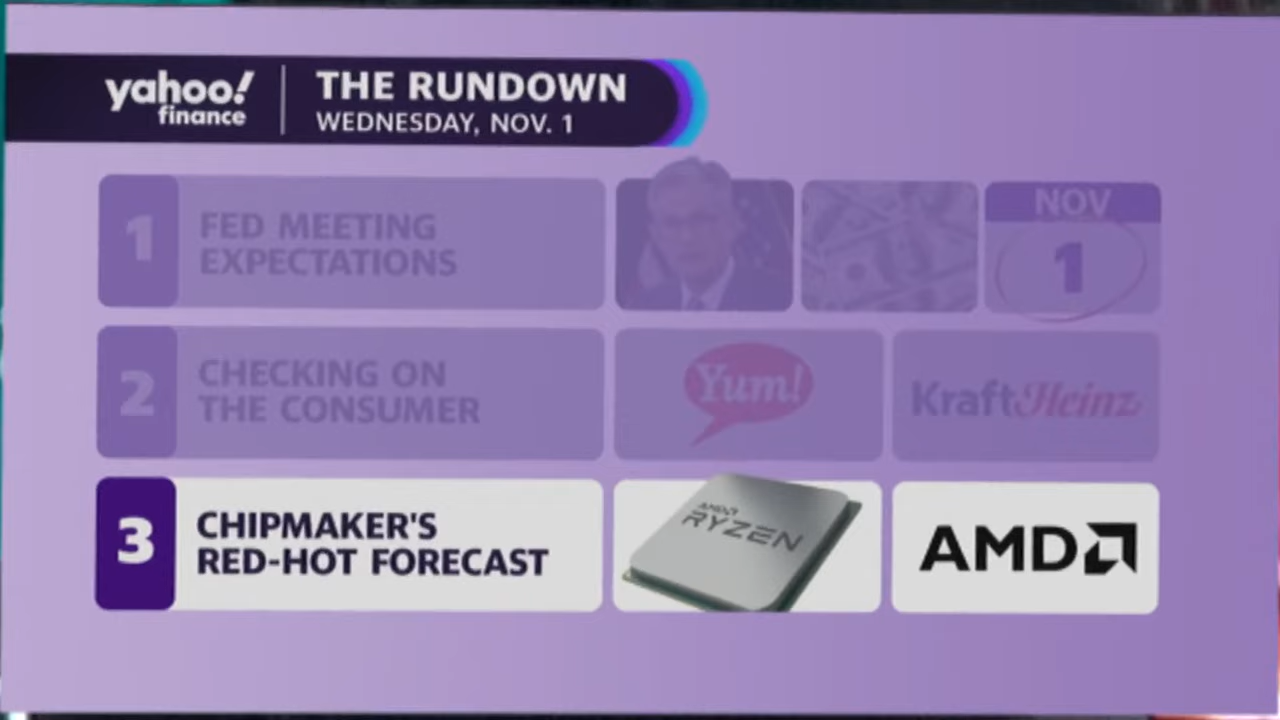 yahoo!
finance
THE RUNDOWN
WEDNESDAY, NOV. 1
1
FED MEETING
EXPECTATIONS
NOV
1
2
CHECKING ON
THE CONSUMER
Yum!
KraftHeinz
3
CHIPMAKER'S
RED-HOT FORECAST
AMD
RYZEN
AMD